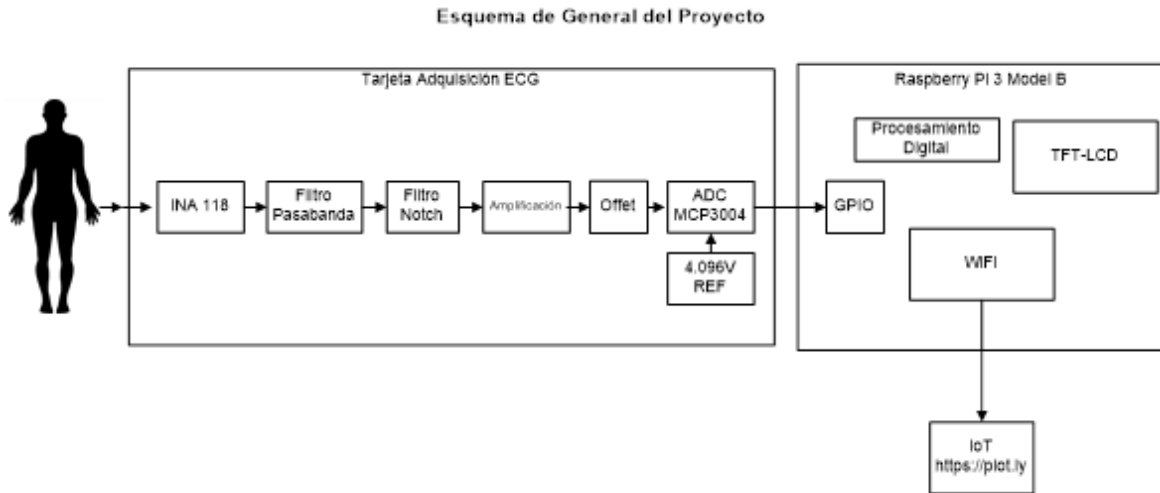 Esquema de General del Proyecto
Tarjeta Adquisición ECG
Raspberry PI 3 Model B
Procesamiento
Digital
TFT-LCD
INA 118
Filtro
Pasabanda
Filtro
Notch
Amplificación
Offet
ADC
MCP3004
GPIO
4.096V
REF
WIFI
IoT
https://plot.ly